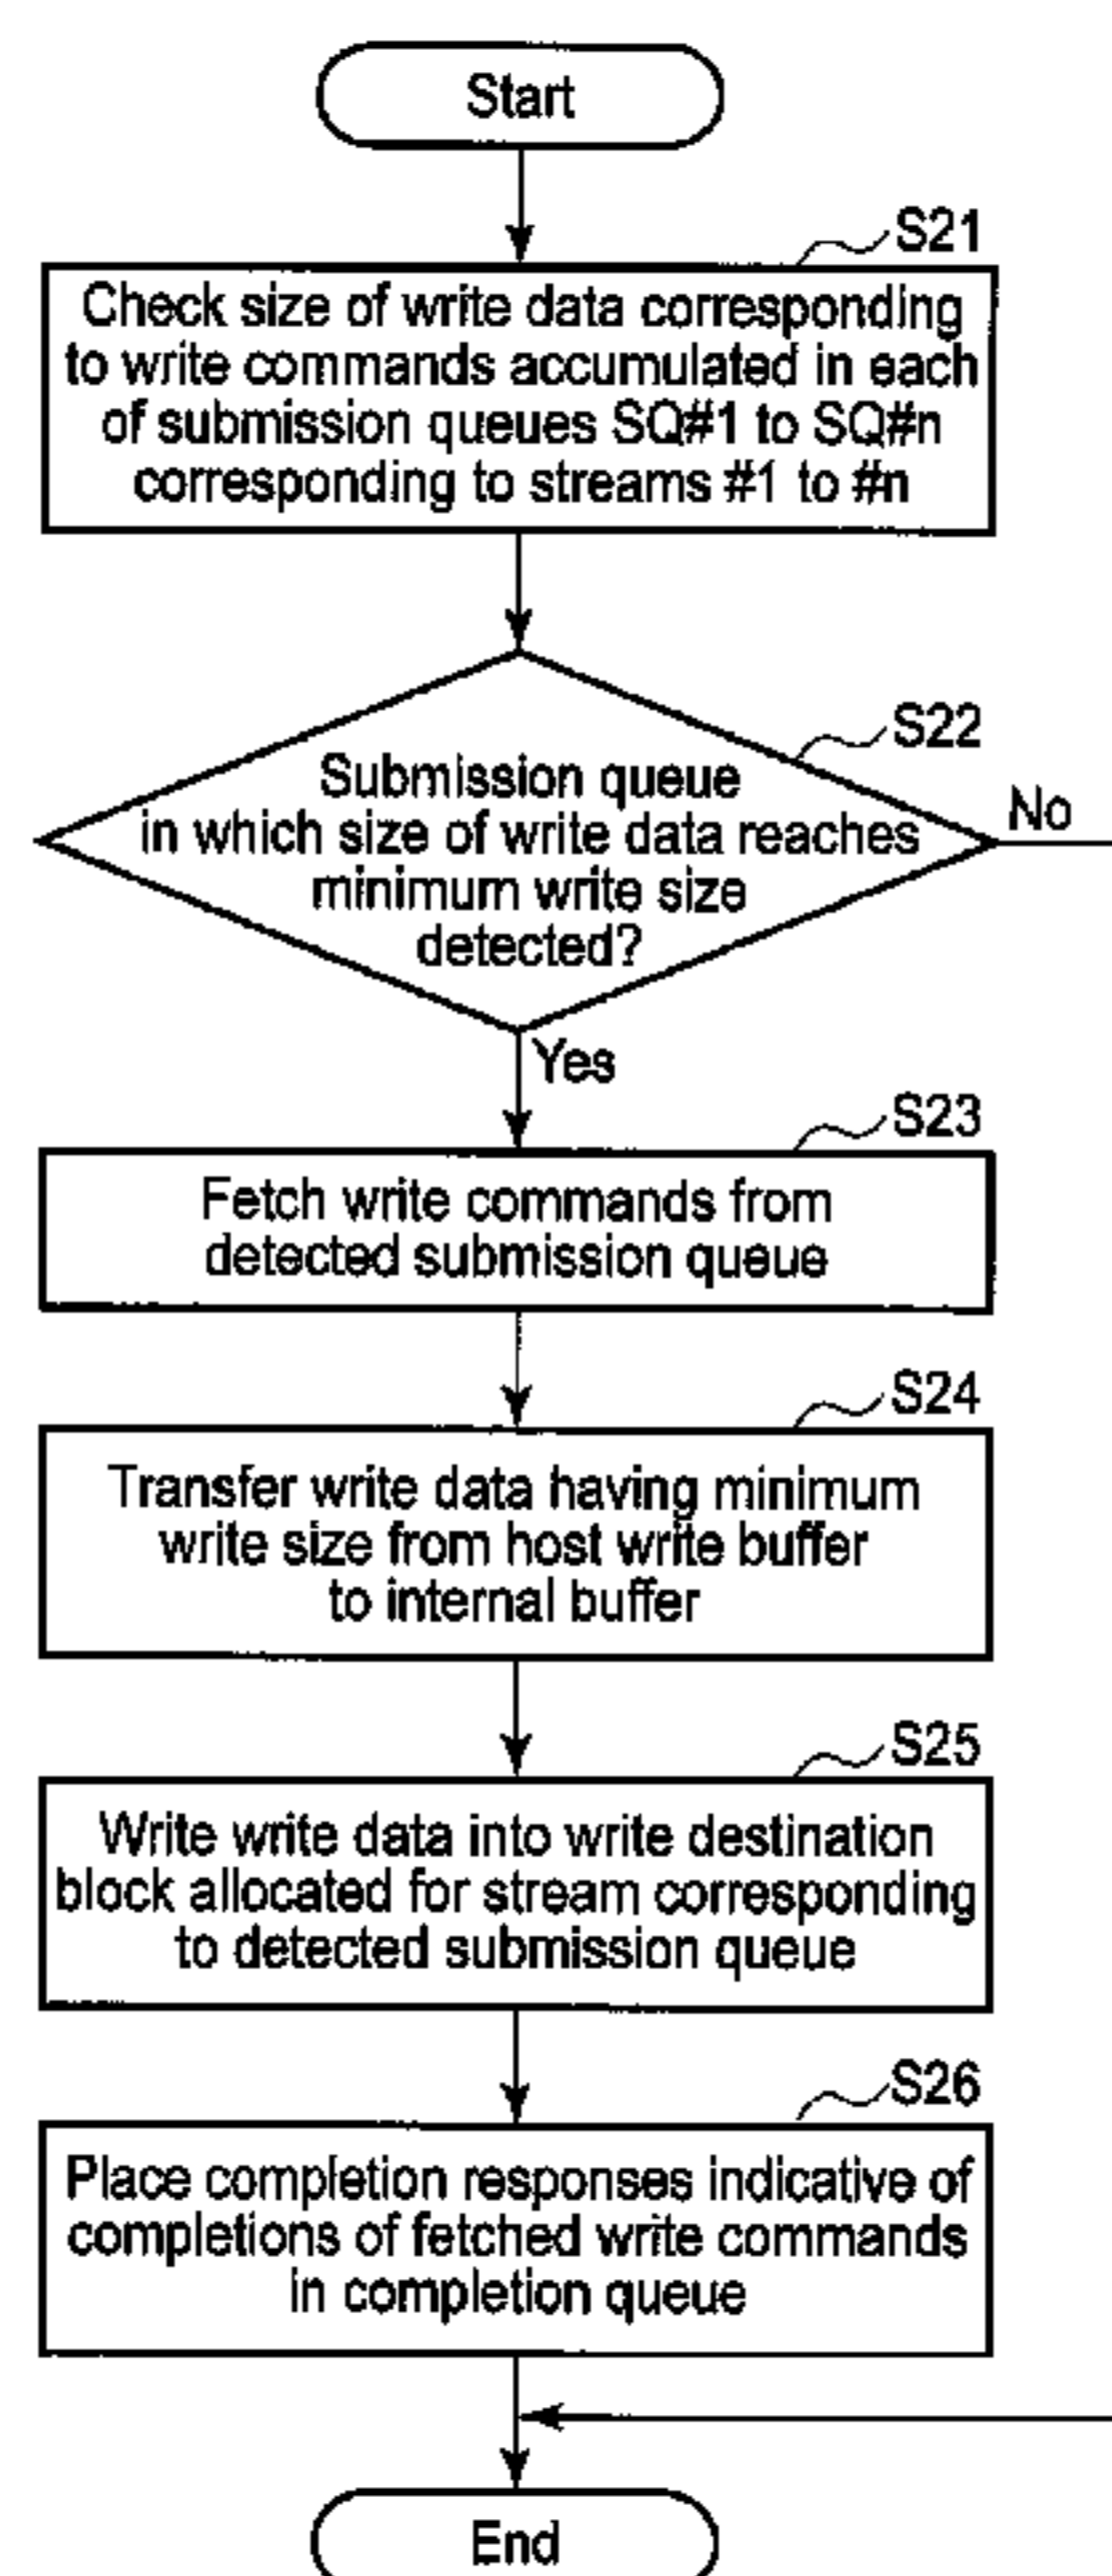 Start
S21
Check size of write data corresponding
to write commands accumulated in each
of submission queues SQ#1 to SQ#n
corresponding to streams #1 to #n
S22
Submission queue
in which size of write data reaches
minimum write size
detected?
No
Yes
S23
Fetch write commands from
detected submission queue
S24
Transfer write data having minimum
write size from host write buffer
to internal buffer
S25
Write write data into write destination
block allocated for stream corresponding
to detected submission queue
S26
Place completion responses indicative of
completions of fetched write commands
in completion queue
End